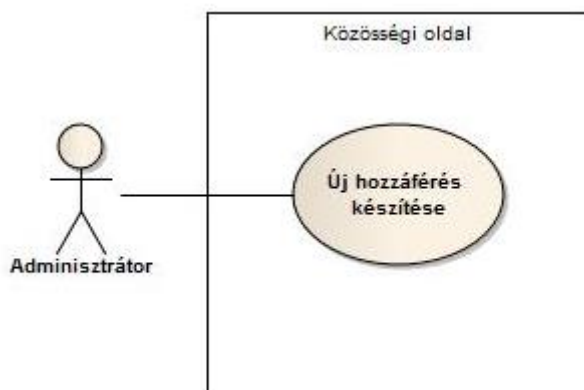 Közösségi oldal
Új hozzáférés
készítése
Adminisztrátor